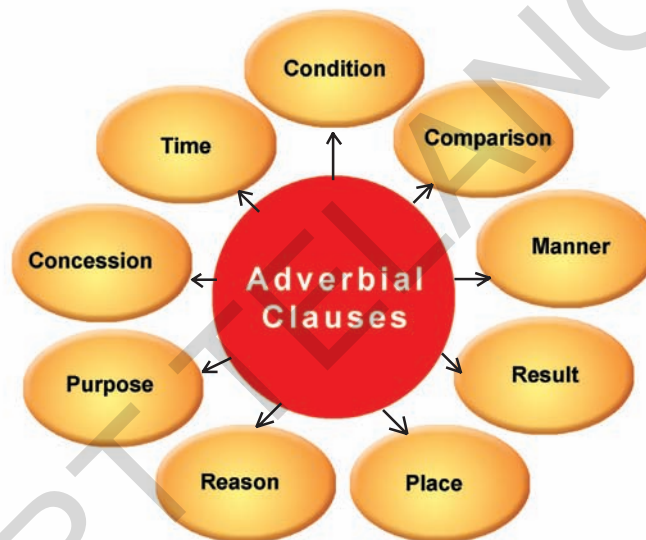 Condition
Comparison
Time
Manner
Concession
Adverbial
Clauses
Result
Purpose
Reason
Place